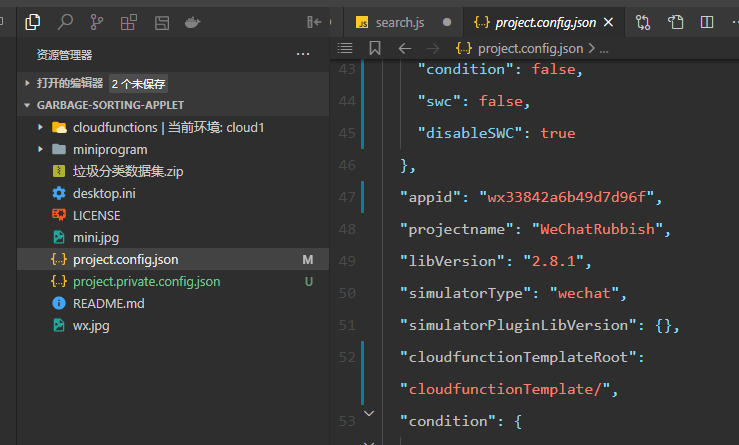 search.js
project.config.json
资源管理器
project.config.json > ...
打开的编辑器 2 个未保存
GARBAGE-SORTING-APPLET
cloudfunctions | 当前环境: cloud1
miniprogram
垃圾分类数据集.zip
desktop.ini
LICENSE
mini.jpg
project.config.json M
project.private.config.json U
README.md
wx.jpg
43 "condition": false,
44 "swc": false,
45 "disableSWC": true
46 },
47 "appid": "wx33842a6b49d7d96f",
48 "projectname": "WeChatRubbish",
49 "libVersion": "2.8.1",
50 "simulatorType": "wechat",
51 "simulatorPluginLibVersion": {},
52 "cloudfunctionTemplateRoot":
"cloudfunctionTemplate/",
53 "condition": {